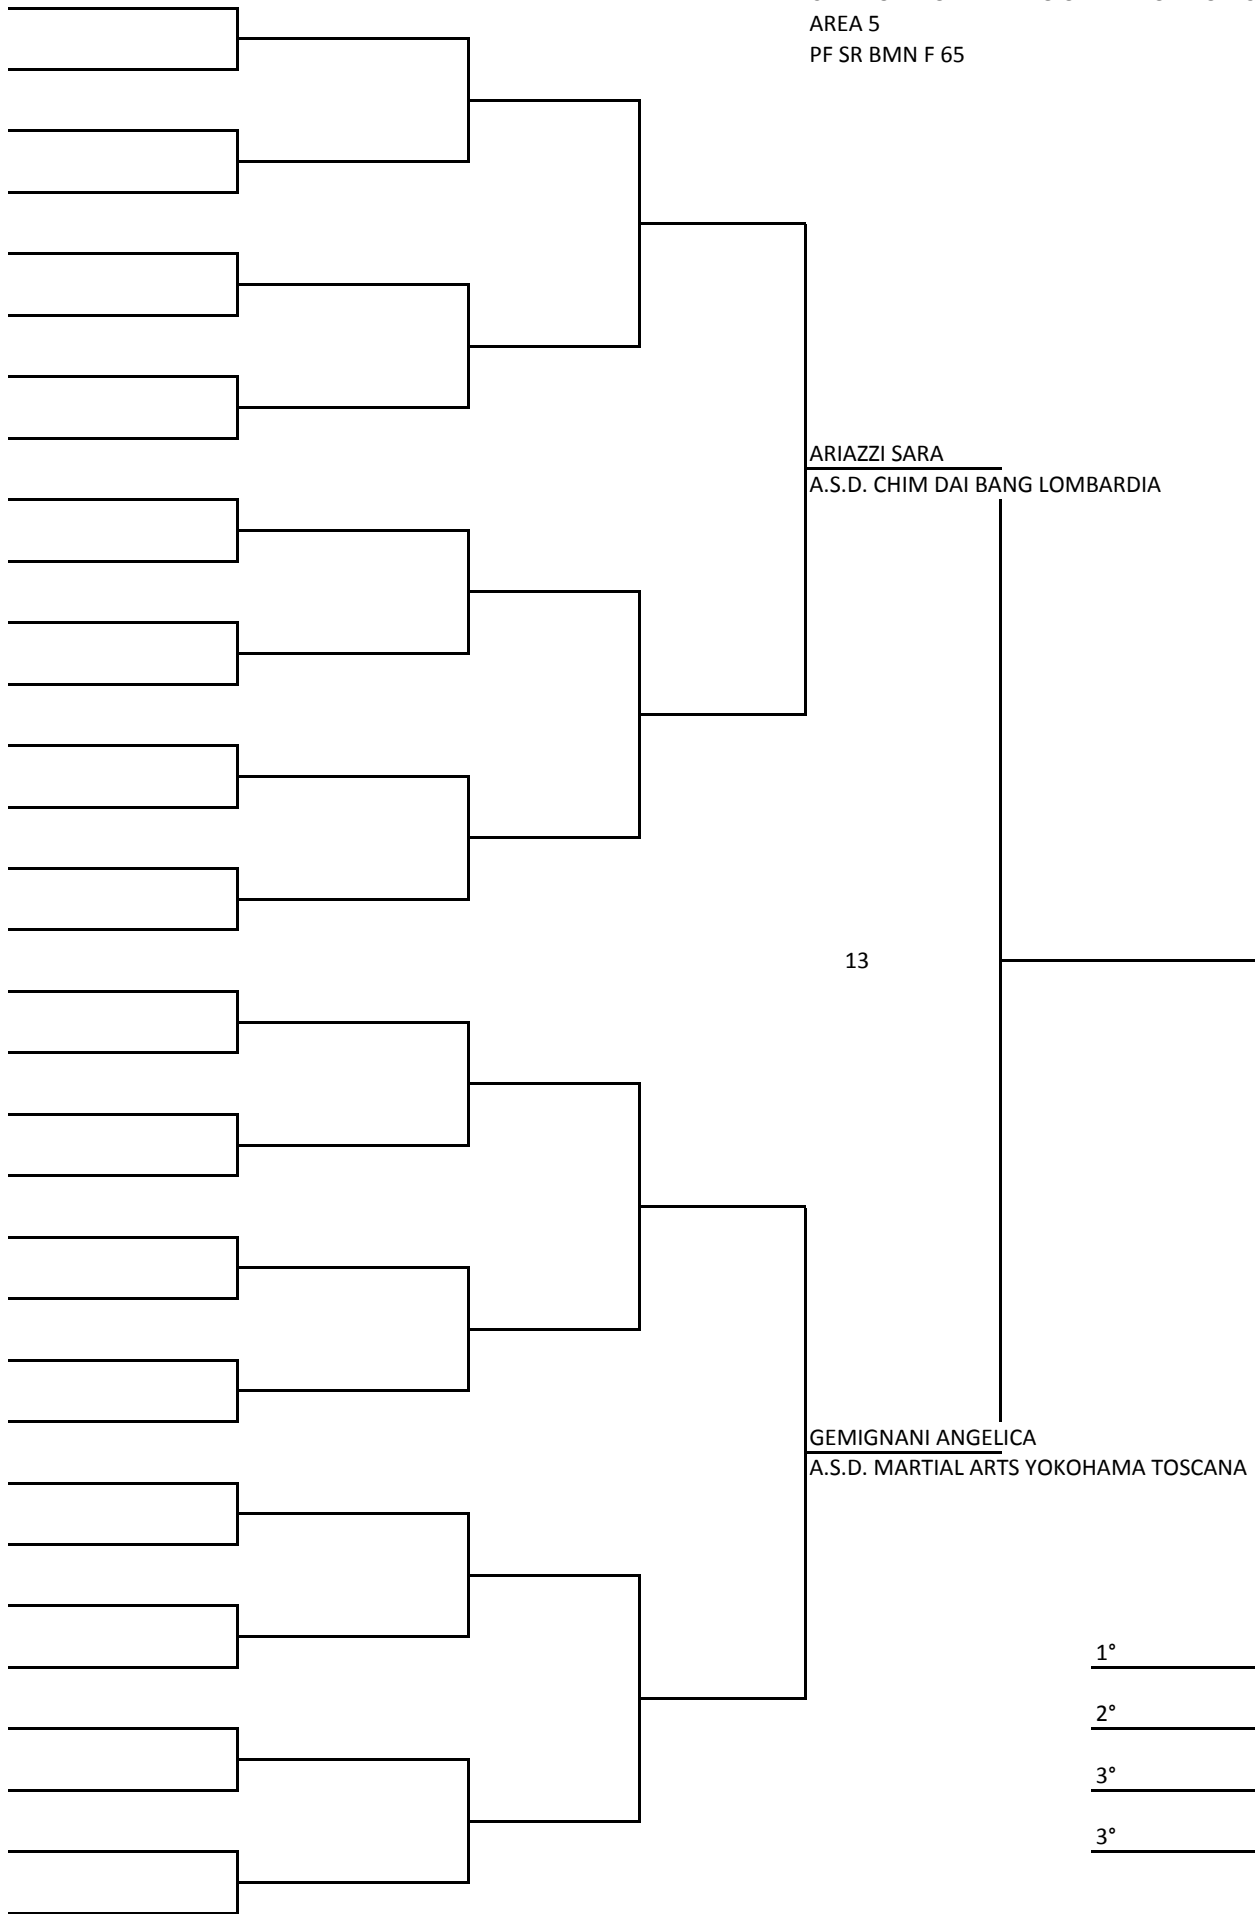 AREA 5
PF SR BMN F 65
ARIAZZI SARA
A.S.D. CHIM DAI BANG LOMBARDIA
13
GEMIGNANI ANGELICA
A.S.D. MARTIAL ARTS YOKOHAMA TOSCANA
1°
2°
3°
3°